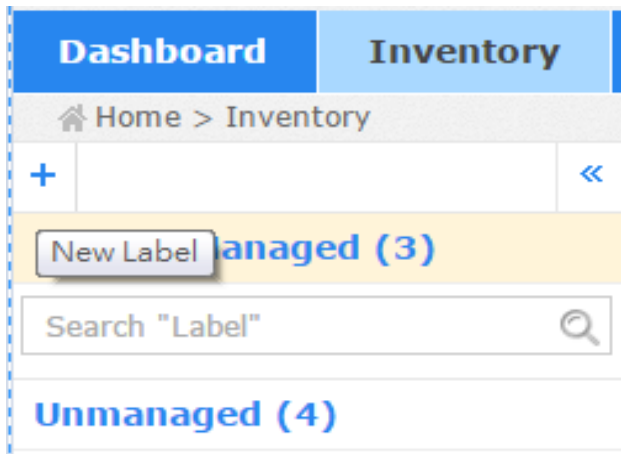 Dashboard Inventory
Home > Inventory
+ «
New Label anaged (3)
Search "Label"
Unmanaged (4)